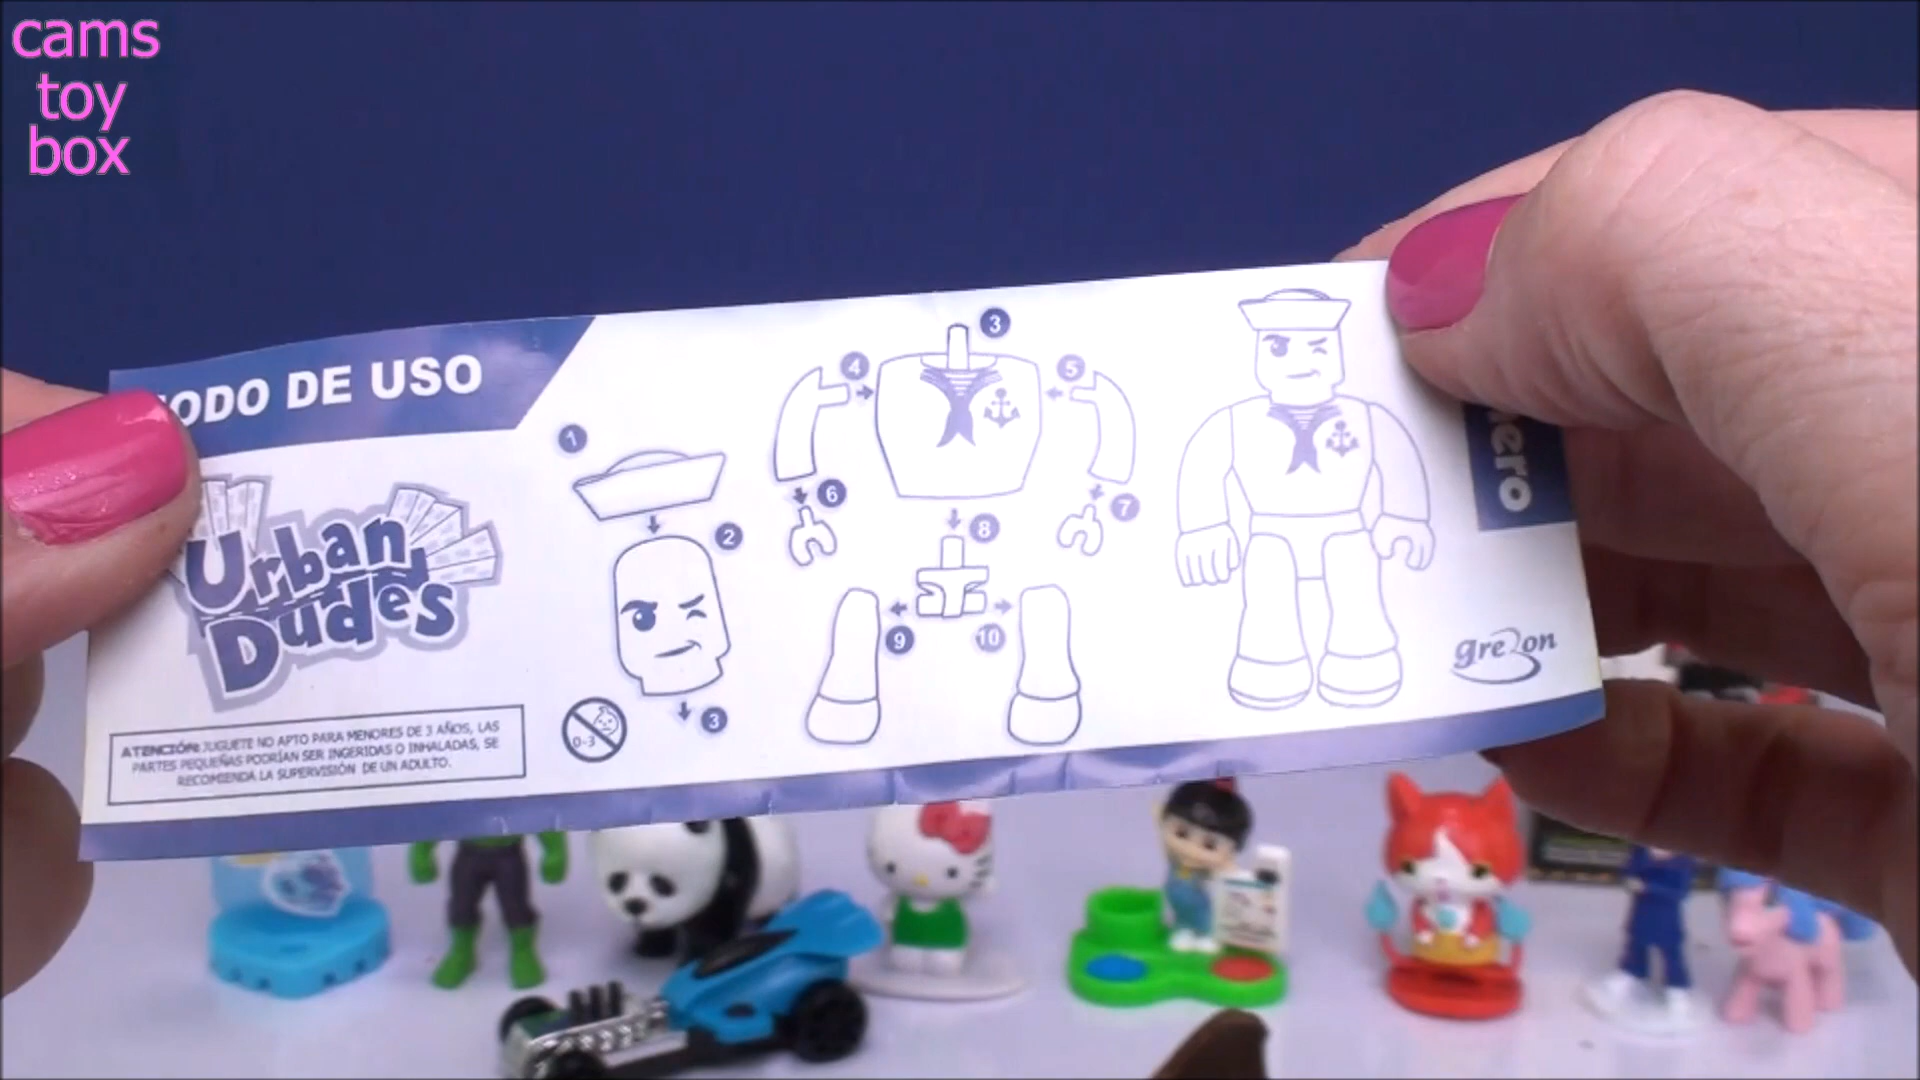 cams
toy
box
ODO DE USO
Urban
Dudes
ATENCIÓN: JUGUETE NO APTO PARA MENORES DE 3 AÑOS, LAS
PARTES PEQUEÑAS PODRÍAN SER INGERIDAS O INHALADAS, SE
RECOMIENDA LA SUPERVISIÓN DE UN ADULTO.
0-3
1
2
3
3
4
5
6
7
8
9
10
nero
gre3on